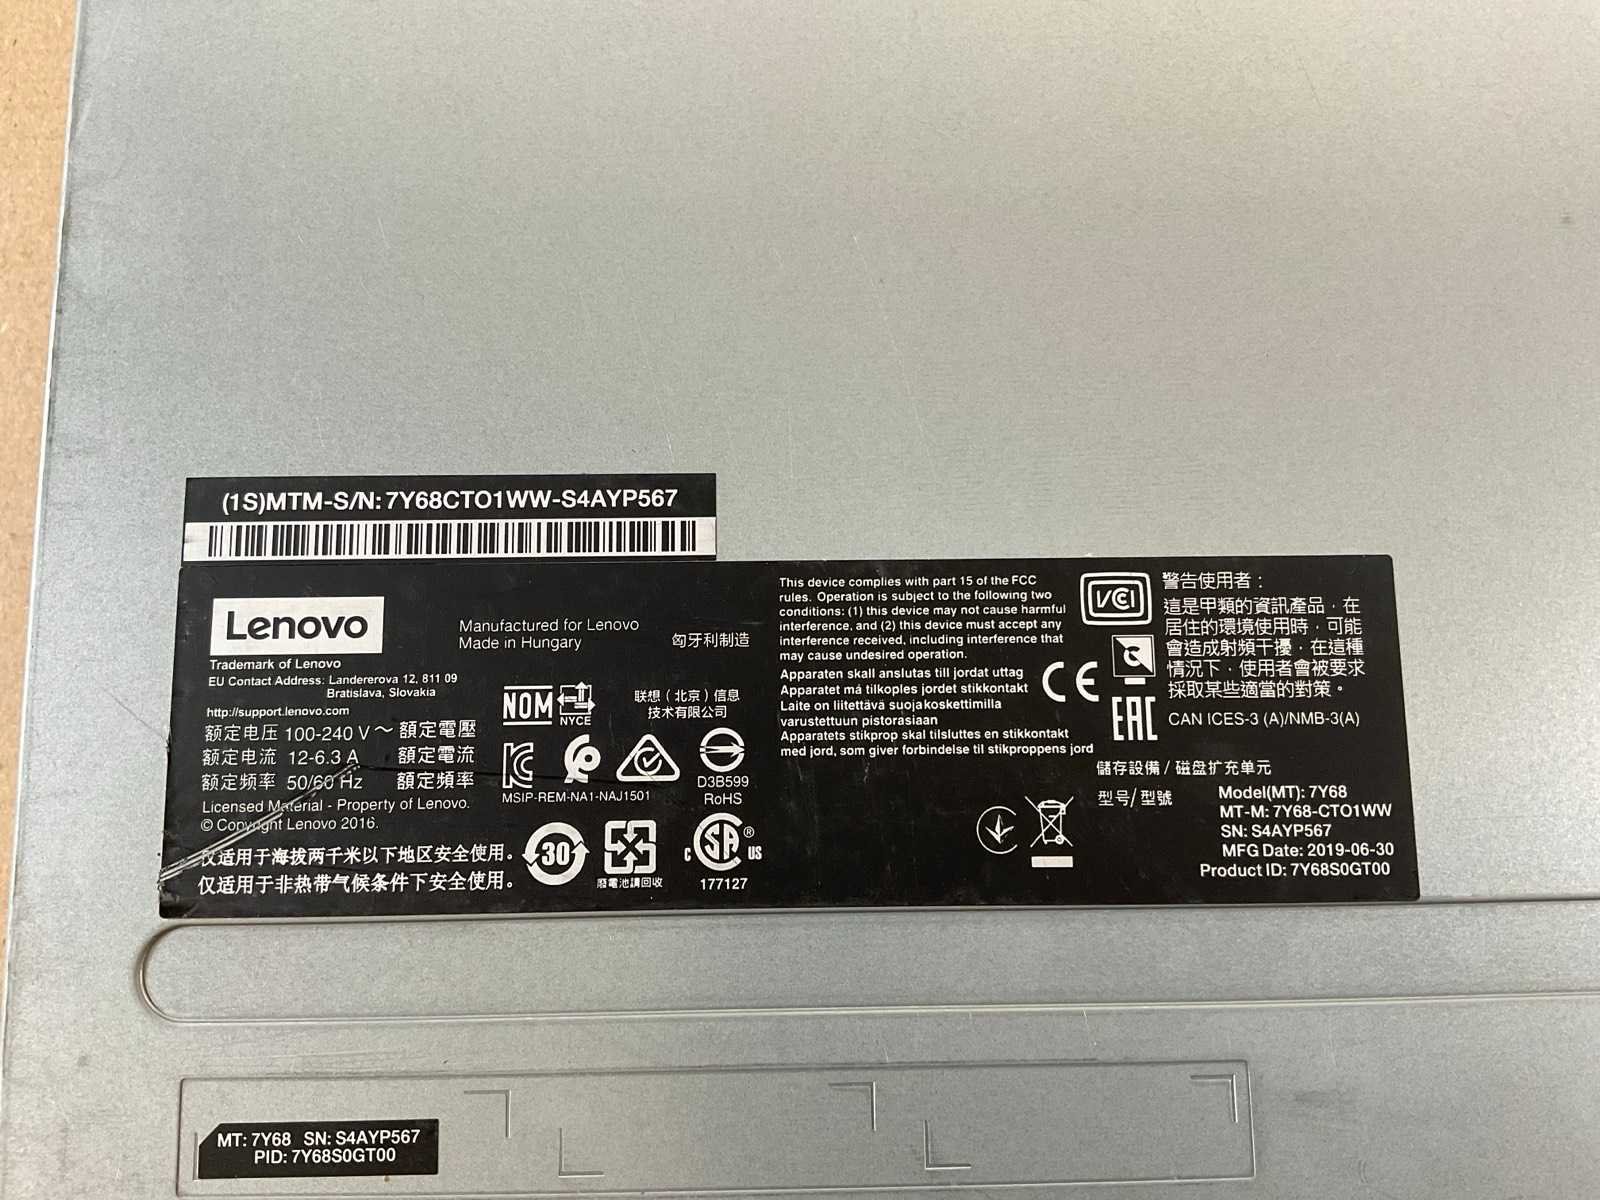 (1S)MTM-S/N: 7Y68CTO1WW-S4AYP567
Lenovo
Trademark of Lenovo
EU Contact Address: Landererova 12, 811 09
Bratislava, Slovakia
http://support.lenovo.com
Manufactured for Lenovo
Made in Hungary
匈牙利制造
额定电压 100-240 V～ 額定電壓
额定电流 12-6.3 A 額定電流
额定频率 50/60 Hz 額定頻率
Licensed Material - Property of Lenovo.
© Copyright Lenovo 2016.
仅适用于海拔两千米以下地区安全使用。
仅适用于非热带气候条件下安全使用。
NOM
NYCE
联想（北京）信息
技术有限公司
MSIP-REM-NA1-NAJ1501
D3B599
RoHS
30
廢電池請回收
C SA ® US
177127
This device complies with part 15 of the FCC
rules. Operation is subject to the following two
conditions: (1) this device may not cause harmful
interference, and (2) this device must accept any
interference received, including interference that
may cause undesired operation.
Apparaten skall anslutas till jordat uttag
Apparatet må tilkoples jordet stikkontakt
Laite on liitettävä suojakoskettimilla
varustettuun pistorasiaan
Apparatets stikprop skal tilsluttes en stikkontakt
med jord, som giver forbindelse til stikproppens jord
CE
VCI
EAC
警告使用者：
這是甲類的資訊產品，在
居住的環境使用時，可能
會造成射頻干擾，在這種
情況下，使用者會被要求
採取某些適當的對策。
CAN ICES-3 (A)/NMB-3(A)
儲存設備/磁盘扩充单元
型号/型號
Model(MT): 7Y68
MT-M: 7Y68-CTO1WW
SN: S4AYP567
MFG Date: 2019-06-30
Product ID: 7Y68S0GT00
MT: 7Y68 SN: S4AYP567
PID: 7Y68S0GT00